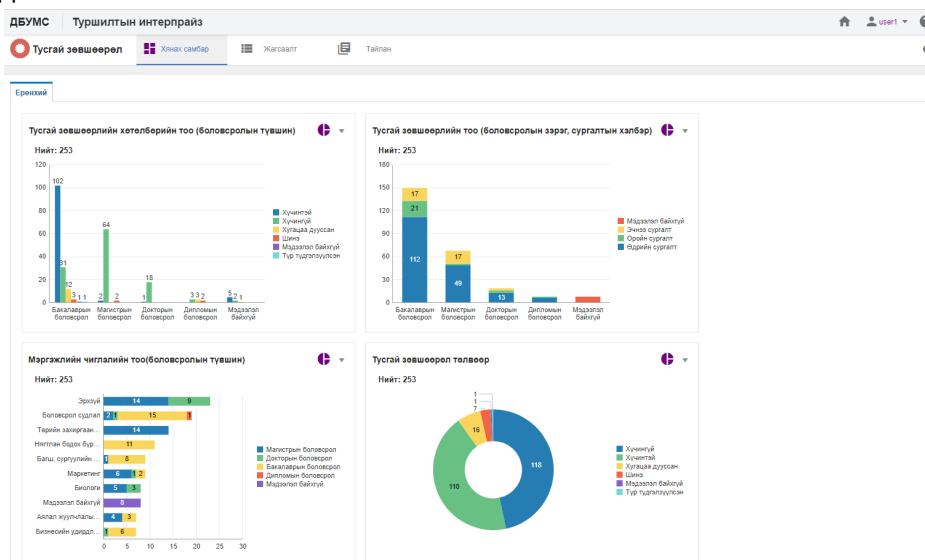 ДБУМС Туршилтын интерпрайз user1
Тусгай зөвшөөрөл Хянах самбар Жагсаалт Тайлан
Ерөнхий
Тусгай зөвшөөрлийн хөтөлбөрийн тоо (боловсролын түвшин)
Нийт: 253
120
100
80
60
40
20
0
102
31
12
3
1
1
2
64
2
1
18
3
3
2
5
2
1
Бакалаврын боловсрол
Магистрын боловсрол
Докторын боловсрол
Дипломын боловсрол
Мэдээлэл байхгүй
Хүчинтэй
Хүчингүй
Хугацаа дууссан
Шинэ
Мэдээлэл байхгүй
Түр түдгэлзүүлсэн
Тусгай зөвшөөрлийн тоо (боловсролын зэрэг, сургалтын хэлбэр)
Нийт: 253
180
150
120
90
60
30
0
17
21
112
17
49
13
Бакалаврын боловсрол
Магистрын боловсрол
Докторын боловсрол
Дипломын боловсрол
Мэдээлэл байхгүй
Мэдээлэл байхгүй
Эчнээ сургалт
Оройн сургалт
Өдрийн сургалт
Мэргэжлийн чиглэлийн тоо(боловсролын түвшин)
Нийт: 253
Эрхзүй 14 9
Боловсрол судлал 2 1 15 1
Төрийн захиргаан... 14
Нягтлан бодох бүр... 11
Багш, сургуулийн ... 1 8
Маркетинг 6 1 2
Биологи 5 3
Мэдээлэл байхгүй 8
Аялал жуулчлалы... 4 3
Бизнесийн удирдл... 1 6
0 5 10 15 20 25 30
Магистрын боловсрол
Докторын боловсрол
Бакалаврын боловсрол
Дипломын боловсрол
Мэдээлэл байхгүй
Тусгай зөвшөөрөл төлвөөр
Нийт: 253
1
1
7
16
118
110
Хүчингүй
Хүчинтэй
Хугацаа дууссан
Шинэ
Мэдээлэл байхгүй
Түр түдгэлзүүлсэн